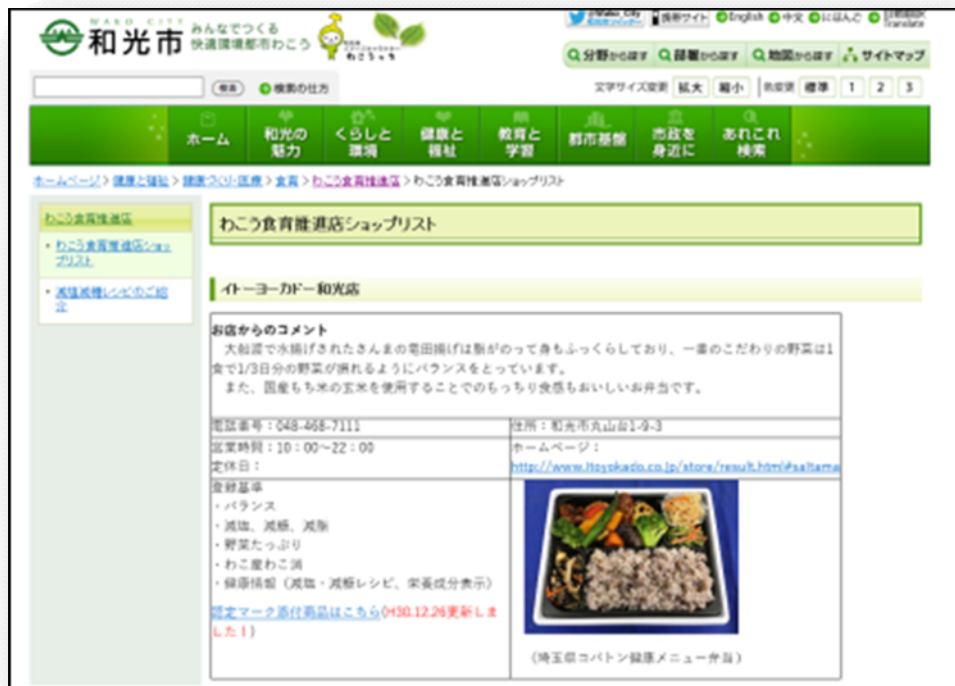 WAKO CITY
和光市
みんなでつくる
快適環境都市わこう
わこうっち
@Wako_City
携帯サイト English 中文 にほんご
Translate
分野からさがす 部署からさがす 地図からさがす サイトマップ
検索 検索の仕方
文字サイズ変更 拡大 縮小 色変更 標準 1 2 3
ホーム
和光の魅力
くらしと環境
健康と福祉
教育と学習
都市基盤
市政を身近に
あれこれ検索
ホームページ > 健康と福祉 > 健康づくり・医療 > 食育 > わこう食育推進店 > わこう食育推進店ショップリスト
わこう食育推進店
・わこう食育推進店ショップリスト
・減塩減糖レシピのご紹介
わこう食育推進店ショップリスト
イトーヨーカドー和光店
お店からのコメント
大船渡で水揚げされたさんまの竜田揚げは脂がのって身もふっくらしており、一番のこだわりの野菜は1
食で1/3日分の野菜が摂れるようにバランスをとっています。
また、国産もち米の玄米を使用することでのもっちり食感もおいしいお弁当です。
電話番号：048-468-7111
住所：和光市丸山台1-9-3
営業時間：10：00～22：00
定休日：
ホームページ：
http://www.itoyokado.co.jp/store/result.html#saitama
登録基準
・バランス
・減塩、減糖、減脂
・野菜たっぷり
・わこ産わこ消
・健康情報（減塩・減糖レシピ、栄養成分表示）
認定マーク添付商品はこちら(H30.12.26更新しま
した！)
（埼玉県コバトン健康メニュー弁当）